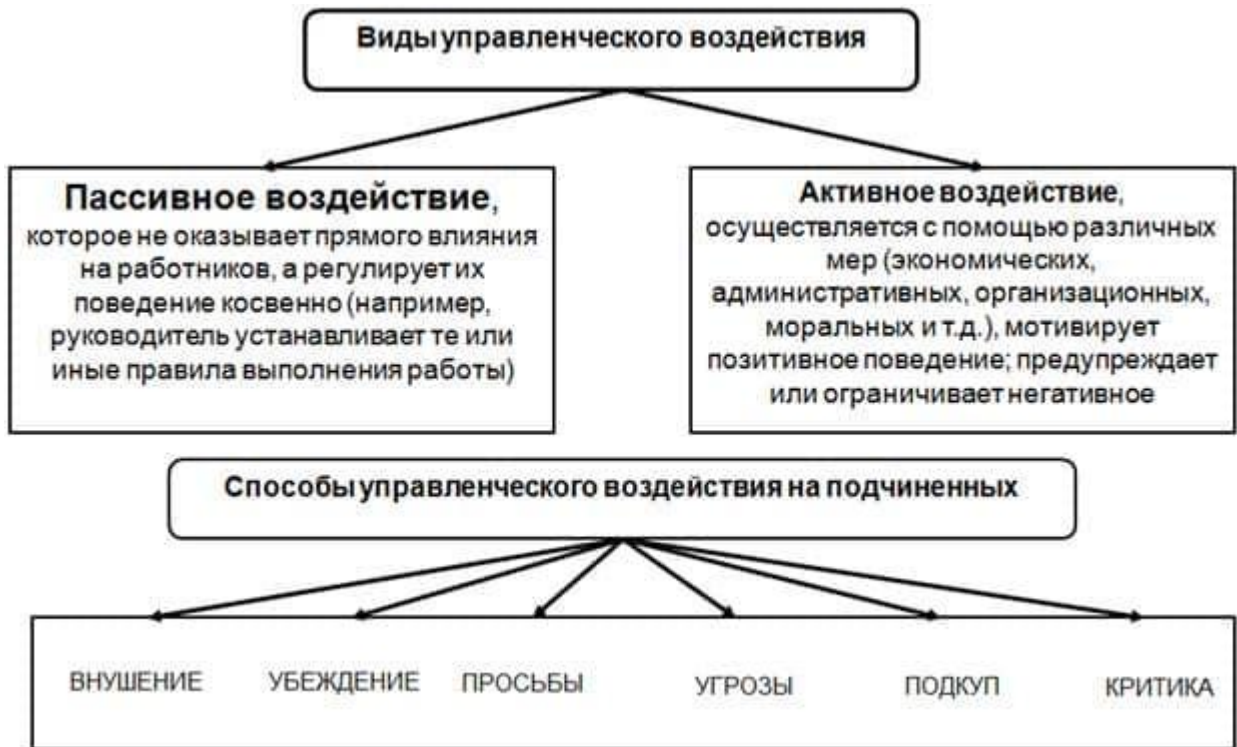 Виды управленческого воздействия
Пассивное воздействие,
которое не оказывает прямого влияния
на работников, а регулирует их
поведение косвенно (например,
руководитель устанавливает те или
иные правила выполнения работы)
Активное воздействие,
осуществляется с помощью различных
мер (экономических,
административных, организационных,
моральных и т.д.), мотивирует
позитивное поведение; предупреждает
или ограничивает негативное
Способы управленческого воздействия на подчиненных
ВНУШЕНИЕ УБЕЖДЕНИЕ ПРОСЬБЫ УГРОЗЫ ПОДКУП КРИТИКА